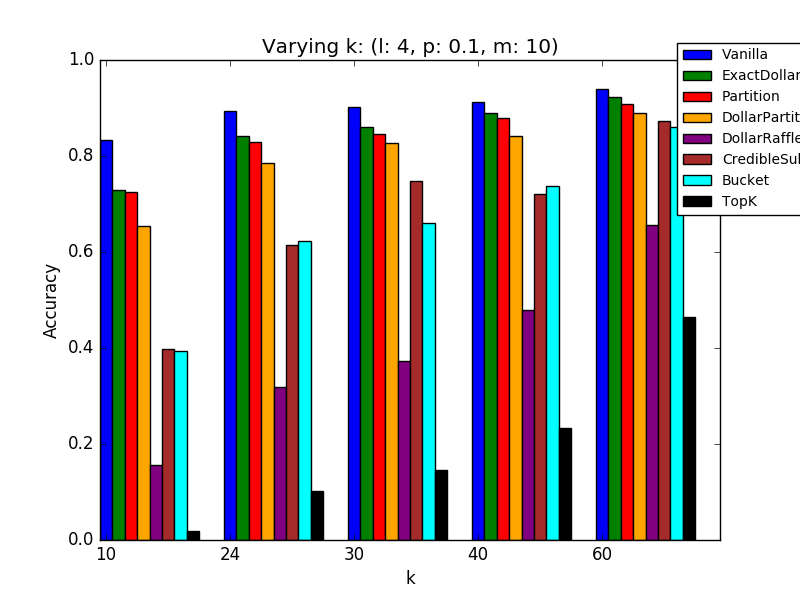 Varying k: (l: 4, p: 0.1, m: 10)
Vanilla
ExactDollar
Partition
DollarPartit
DollarRaffle
CredibleSu
Bucket
TopK
1.0
0.8
0.6
0.4
0.2
0.0
Accuracy
10 24 30 40 60
k